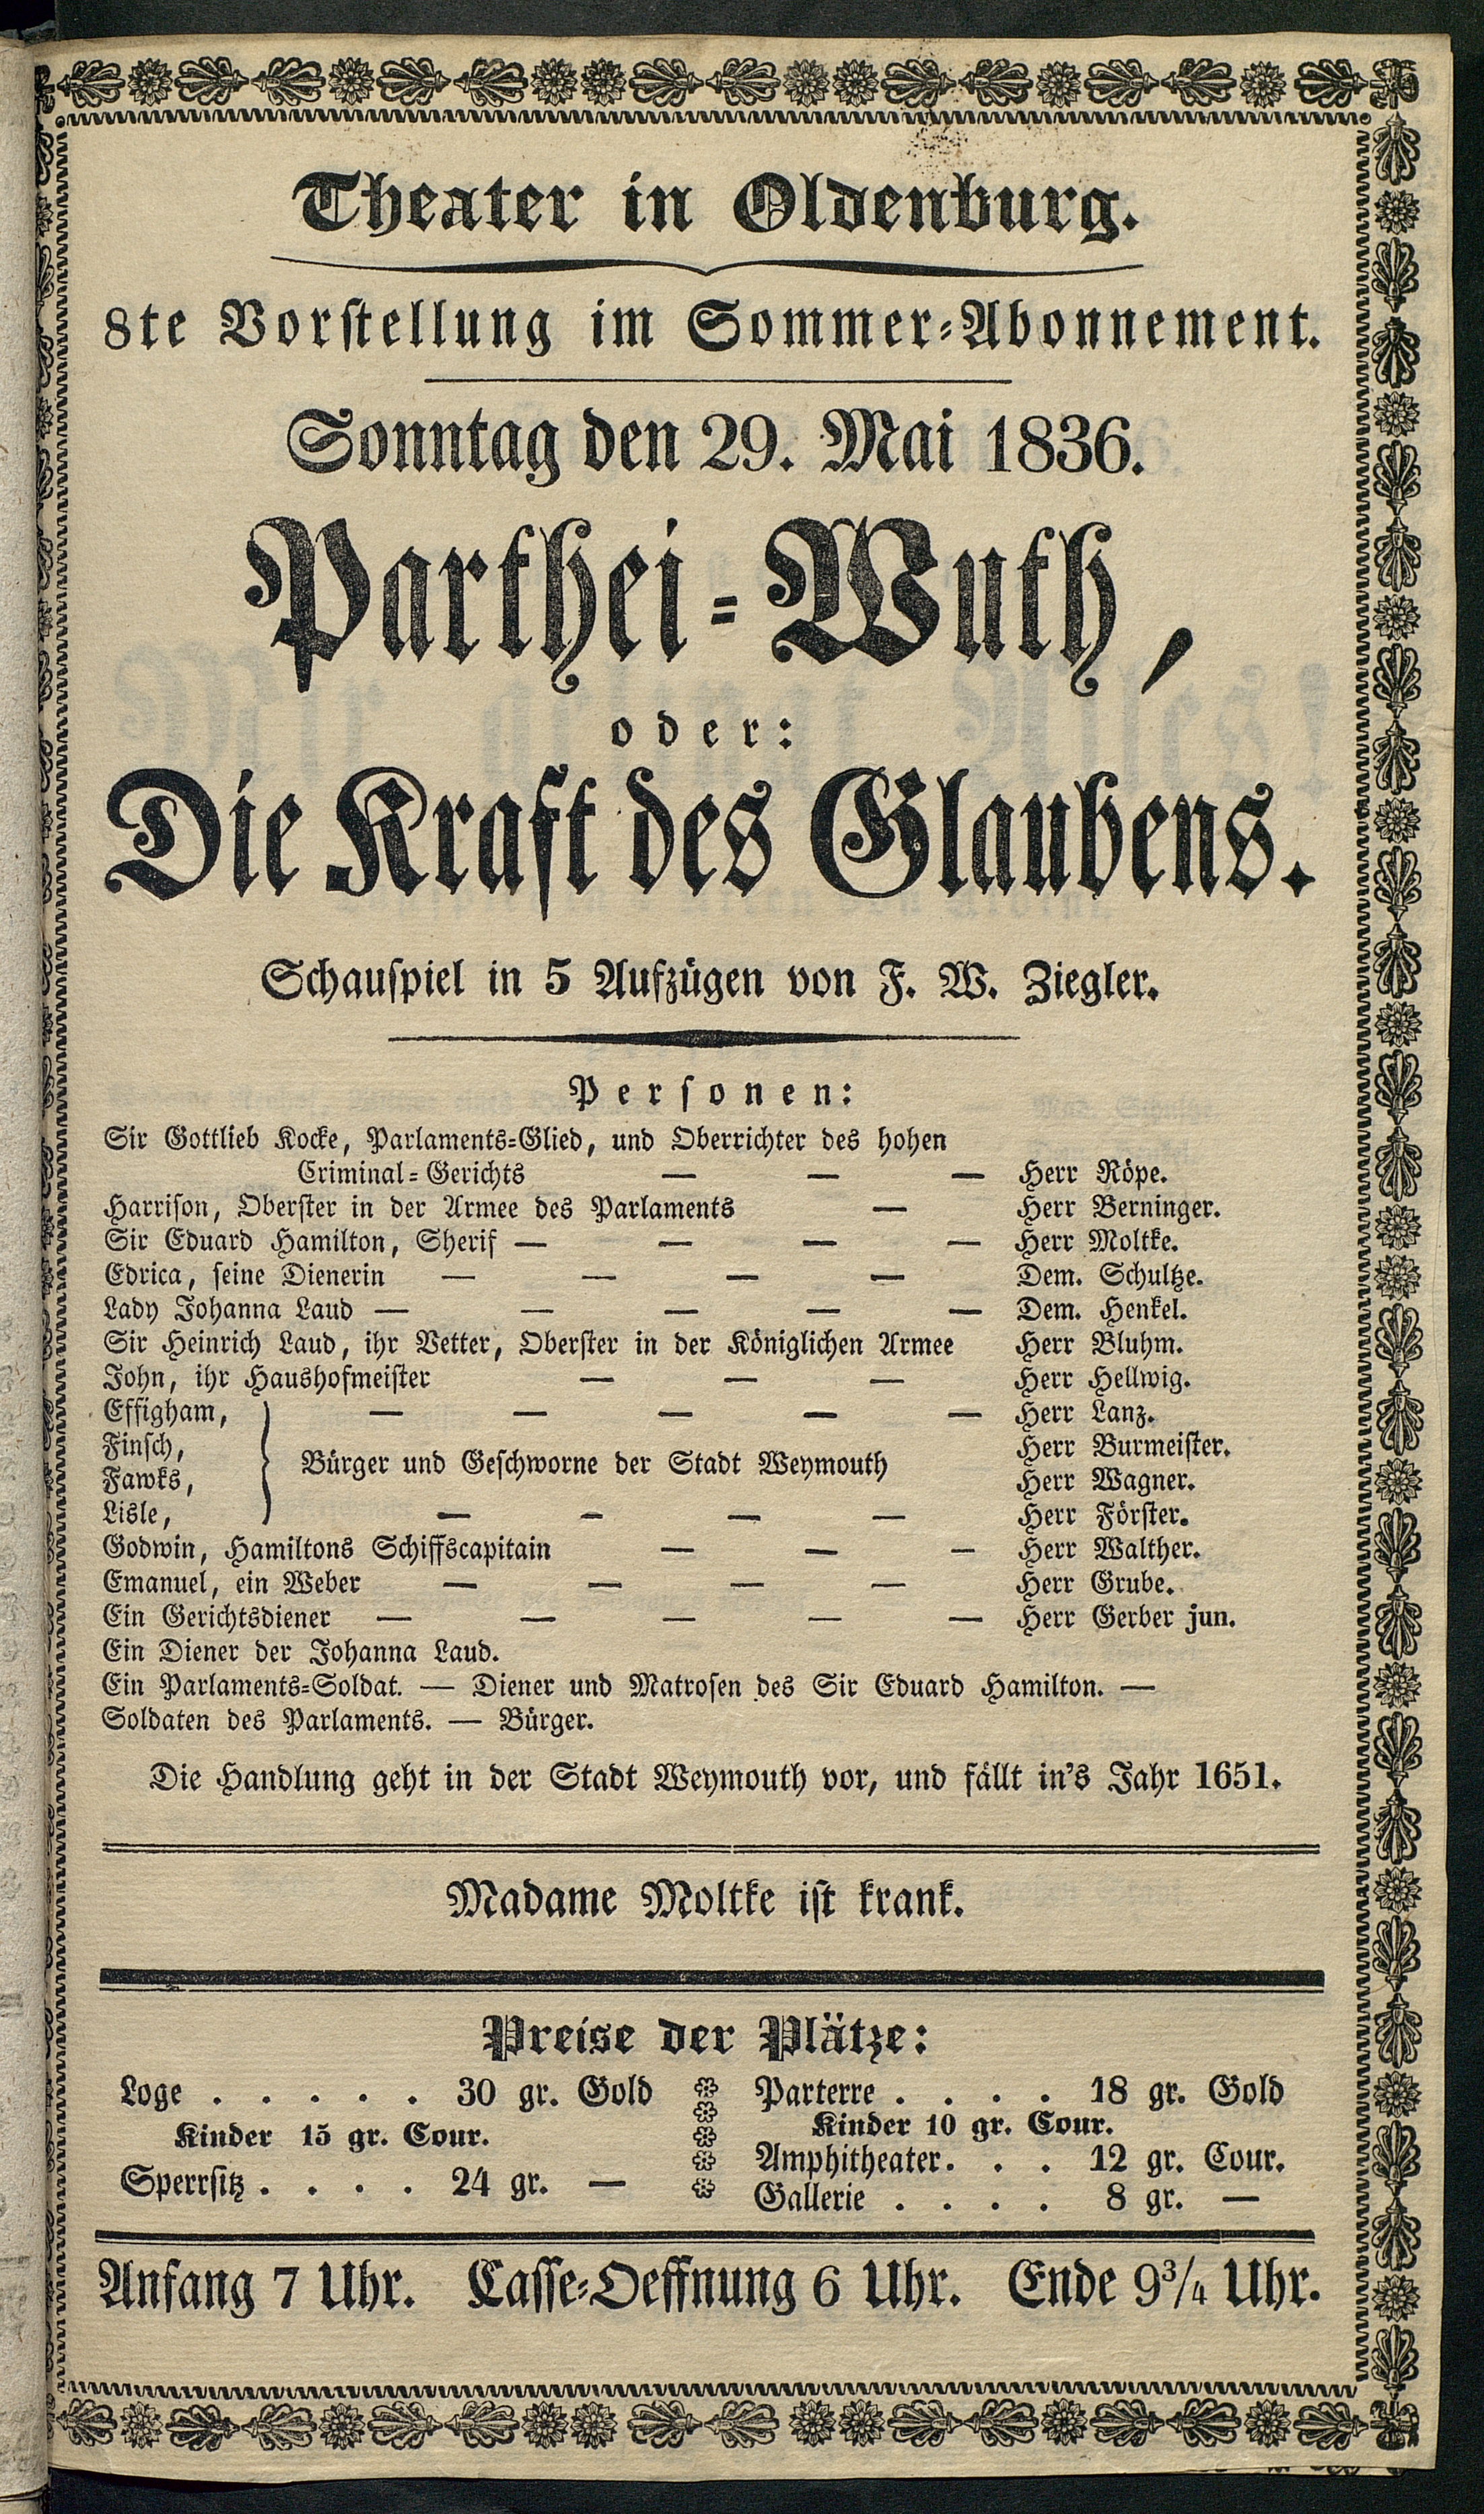 Theater in Oldenburg.
8te Vorstellung im Sommer-Abonnement.
Sonntag den 29. Mai 1836.
Parthei-Wuth,
oder:
Die Kraft des Glaubens.
Schauspiel in 5 Aufzügen von F. W. Ziegler.
Personen:
Sir Gottlieb Kocke, Parlaments-Glied, und Oberrichter des hohen
Criminal-Gerichts — — — Herr Röpe.
Harrison, Oberster in der Armee des Parlaments — Herr Berninger.
Sir Eduard Hamilton, Sherif — — — — Herr Moltke.
Edrica, seine Dienerin — — — — Dem. Schultze.
Lady Johanna Laud — — — — — Dem. Henkel.
Sir Heinrich Laud, ihr Vetter, Oberster in der Königlichen Armee Herr Bluhm.
John, ihr Haushofmeister — — — Herr Hellwig.
Effigham, — — — — — Herr Lanz.
Finsch, Herr Burmeister.
Bürger und Geschworne der Stadt Weymouth
Fawks, Herr Wagner.
Lisle, — — — — Herr Förster.
Godwin, Hamiltons Schiffscapitain — — — Herr Walther.
Emanuel, ein Weber — — — — Herr Grube.
Ein Gerichtsdiener — — — — — Herr Gerber jun.
Ein Diener der Johanna Laud.
Ein Parlaments-Soldat. — Diener und Matrosen des Sir Eduard Hamilton. —
Soldaten des Parlaments. — Bürger.
Die Handlung geht in der Stadt Weymouth vor, und fällt in's Jahr 1651.
Madame Moltke ist krank.
Preise der Plätze:
Loge . . . . . 30 gr. Gold
Kinder 15 gr. Cour.
Sperrsitz . . . . 24 gr. —
Parterre . . . . 18 gr. Gold
Kinder 10 gr. Cour.
Amphitheater . . . 12 gr. Cour.
Gallerie . . . . 8 gr. —
Anfang 7 Uhr. Casse-Oeffnung 6 Uhr. Ende 9¾ Uhr.